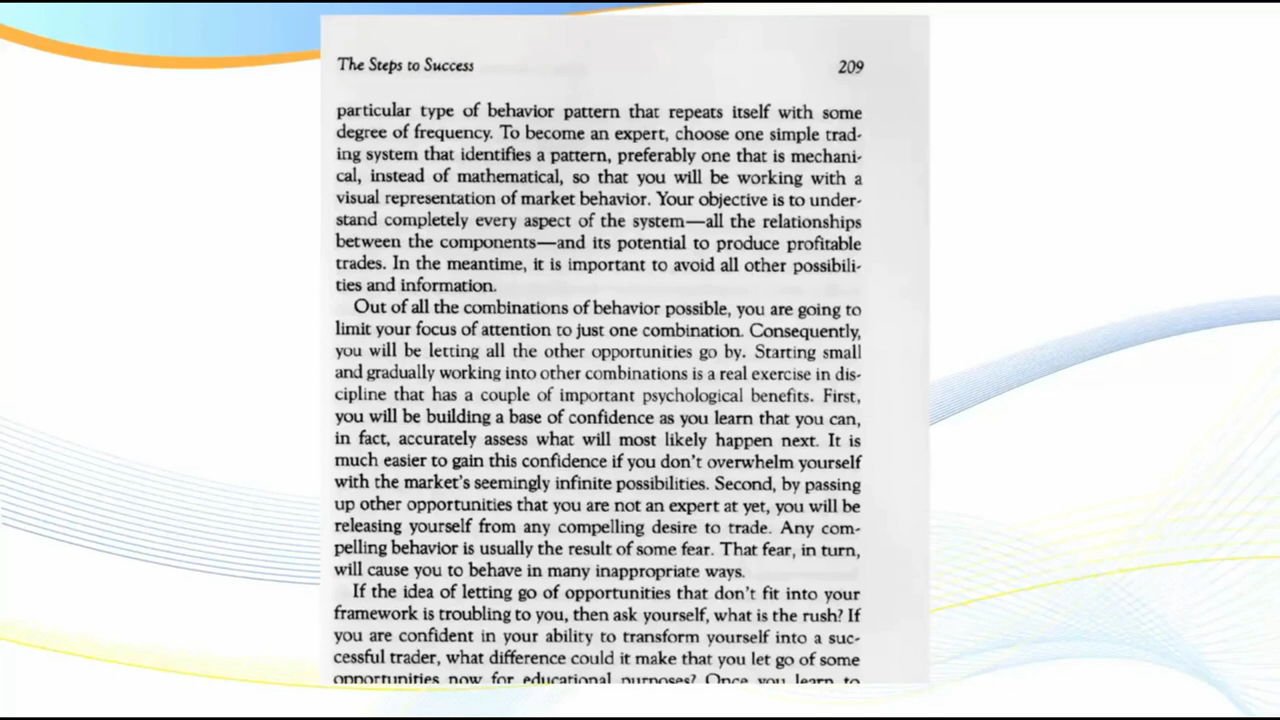 The Steps to Success 209
particular type of behavior pattern that repeats itself with some
degree of frequency. To become an expert, choose one simple trad-
ing system that identifies a pattern, preferably one that is mechani-
cal, instead of mathematical, so that you will be working with a
visual representation of market behavior. Your objective is to under-
stand completely every aspect of the system—all the relationships
between the components—and its potential to produce profitable
trades. In the meantime, it is important to avoid all other possibili-
ties and information.
Out of all the combinations of behavior possible, you are going to
limit your focus of attention to just one combination. Consequently,
you will be letting all the other opportunities go by. Starting small
and gradually working into other combinations is a real exercise in dis-
cipline that has a couple of important psychological benefits. First,
you will be building a base of confidence as you learn that you can,
in fact, accurately assess what will most likely happen next. It is
much easier to gain this confidence if you don't overwhelm yourself
with the market's seemingly infinite possibilities. Second, by passing
up other opportunities that you are not an expert at yet, you will be
releasing yourself from any compelling desire to trade. Any com-
pelling behavior is usually the result of some fear. That fear, in turn,
will cause you to behave in many inappropriate ways.
If the idea of letting go of opportunities that don't fit into your
framework is troubling to you, then ask yourself, what is the rush? If
you are confident in your ability to transform yourself into a suc-
cessful trader, what difference could it make that you let go of some
opportunities now for educational purposes? Once you learn to